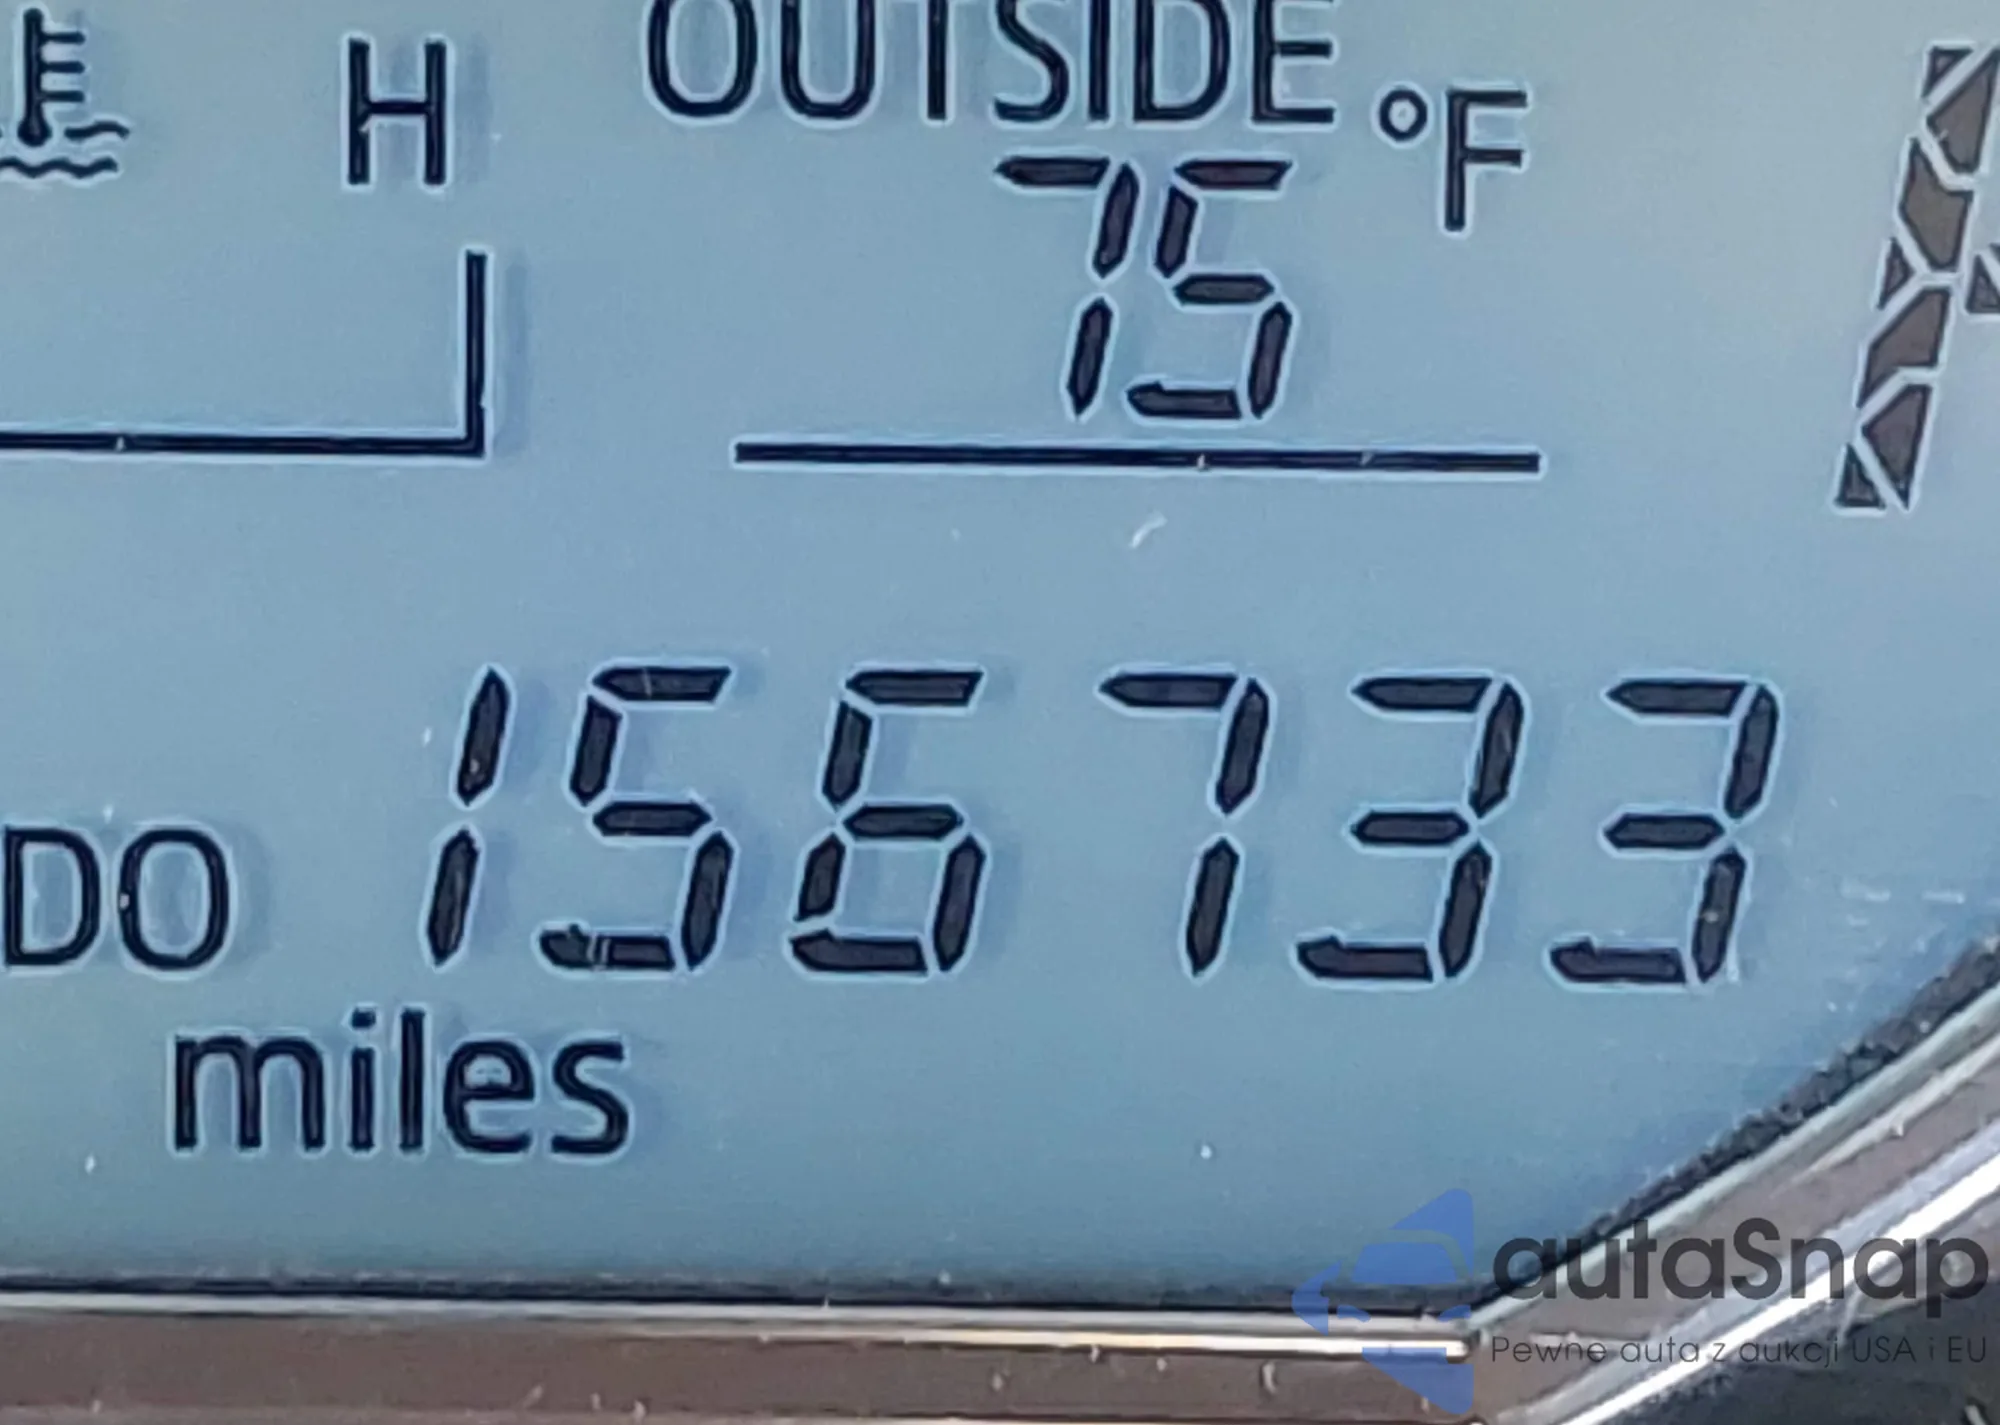 H
OUTSIDE
°F
75
DO 156733
miles
autaSnap
Pewne auta z aukcji USA i EU